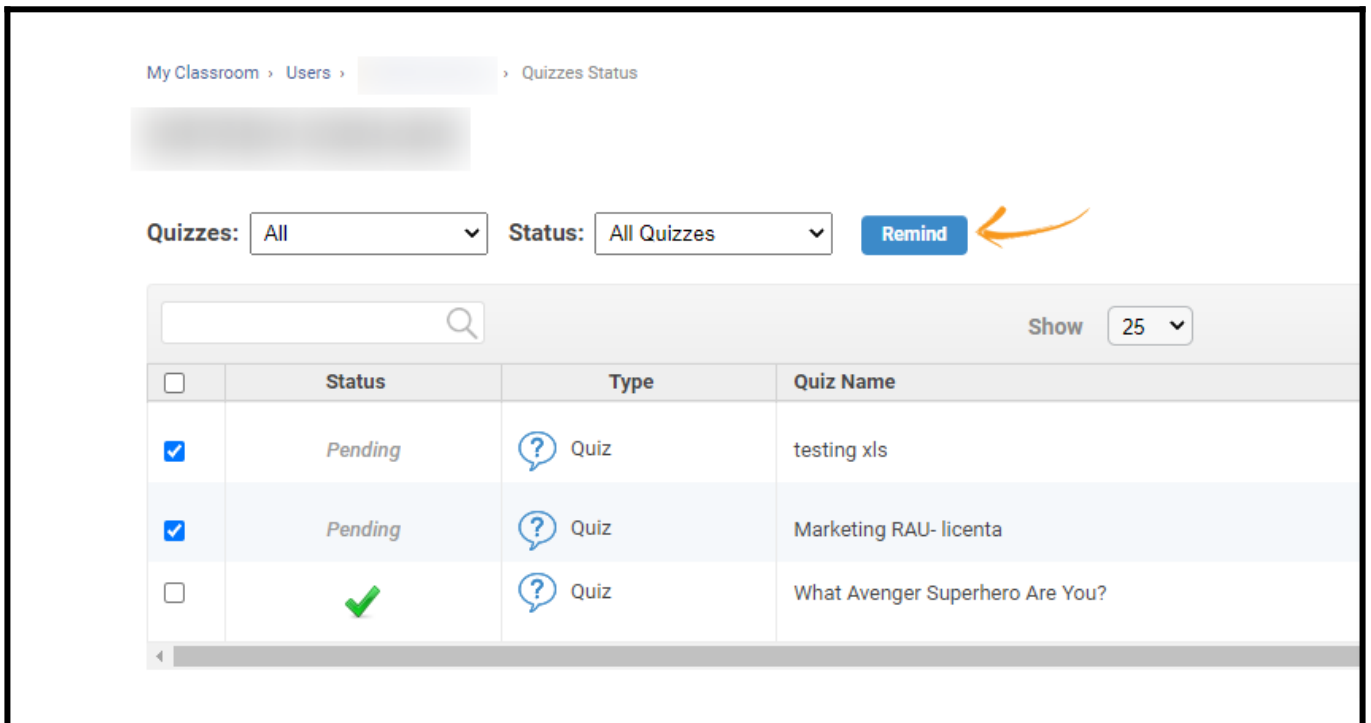 My Classroom › Users › › Quizzes Status
Quizzes: All Status: All Quizzes Remind
Show 25
Status Type Quiz Name
Pending ? Quiz testing xls
Pending ? Quiz Marketing RAU- licenta
? Quiz What Avenger Superhero Are You?